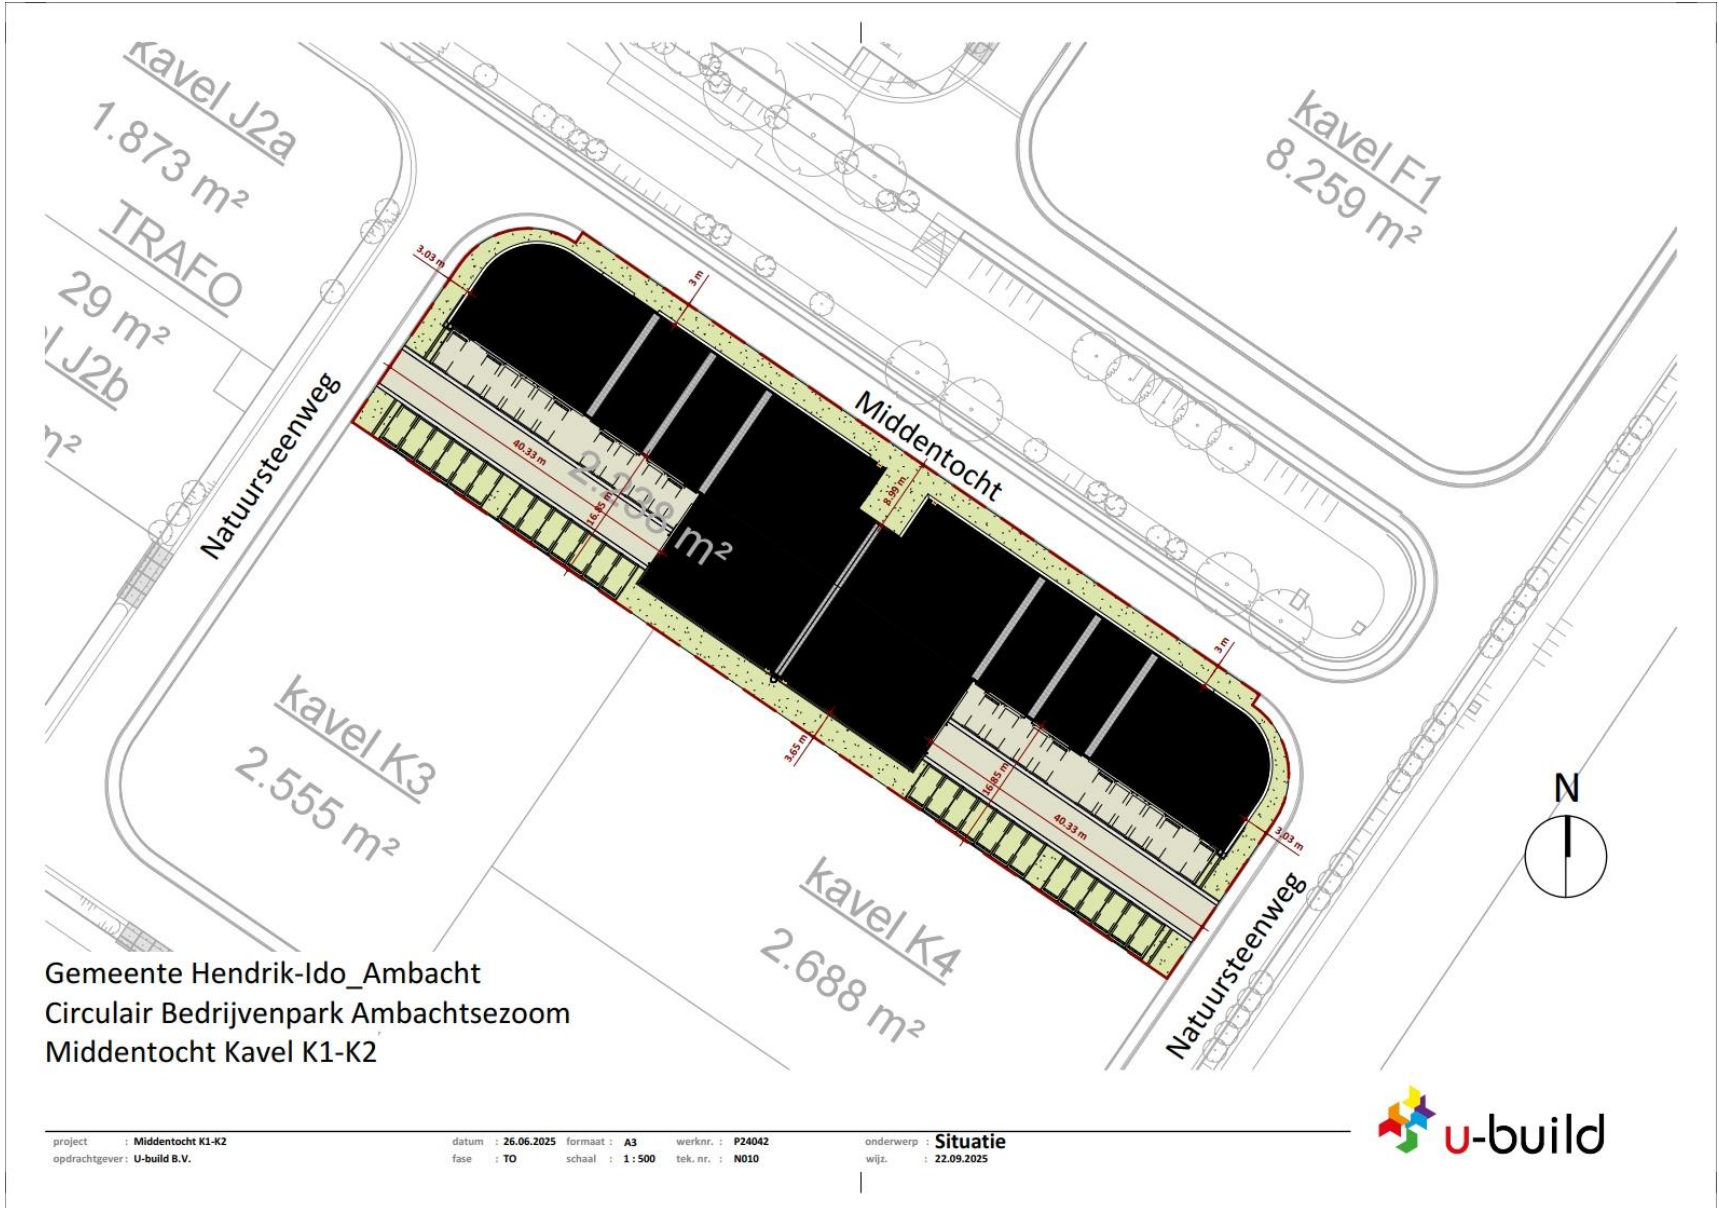 kavel J2a
1.873 m²
TRAFO
29 m²
l J2b
m²
kavel F1
8.259 m²
3.03 m
3 m
Natuursteenweg
Middentocht
40.33 m
2.238 m²
16.85 m
8.99 m
3 m
3.65 m
16.85 m
40.33 m
3.03 m
kavel K3
2.555 m²
kavel K4
2.688 m²
Natuursteenweg
N
Gemeente Hendrik-Ido_Ambacht
Circulair Bedrijvenpark Ambachtsezoom
Middentocht Kavel K1-K2
project : Middentocht K1-K2 datum : 26.06.2025 formaat : A3 werknr. : P24042 onderwerp : Situatie
opdrachtgever : U-build B.V. fase : TO schaal : 1 : 500 tek. nr. : N010 wijz. : 22.09.2025
u-build